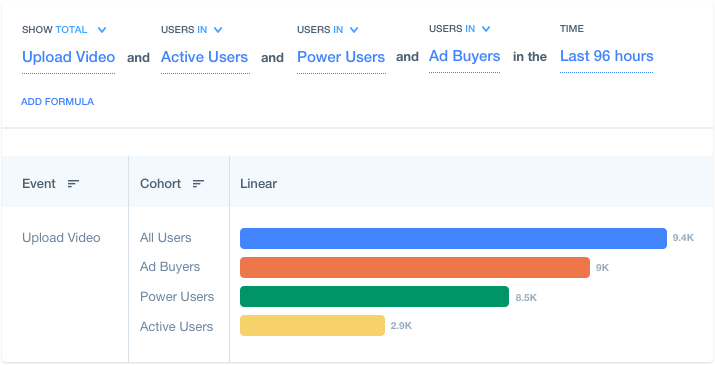 SHOW TOTAL USERS IN USERS IN USERS IN TIME
Upload Video and Active Users and Power Users and Ad Buyers in the Last 96 hours
ADD FORMULA
Event Cohort Linear
Upload Video All Users 9.4K
Ad Buyers 9K
Power Users 8.5K
Active Users 2.9K